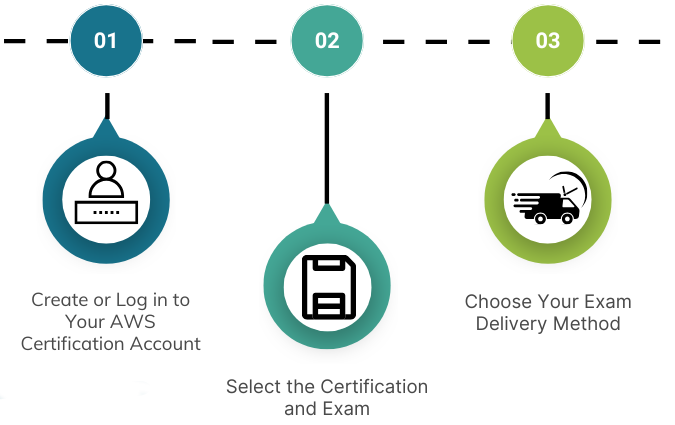 01
02
03
Create or Log in to
Your AWS
Certification Account
Select the Certification
and Exam
Choose Your Exam
Delivery Method